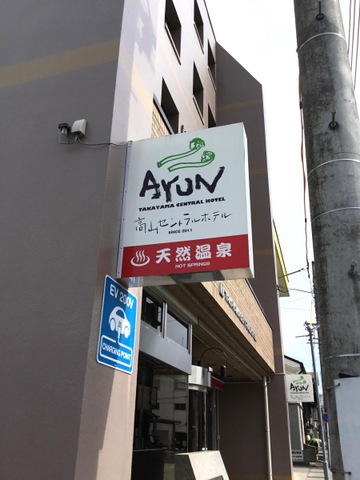 AYUN
TAKAYAMA CENTRAL HOTEL
高山セントラルホテル
SINCE 2011
天然温泉
HOT SPRINGS
EV 200V
CHARGING POINT
AYUN